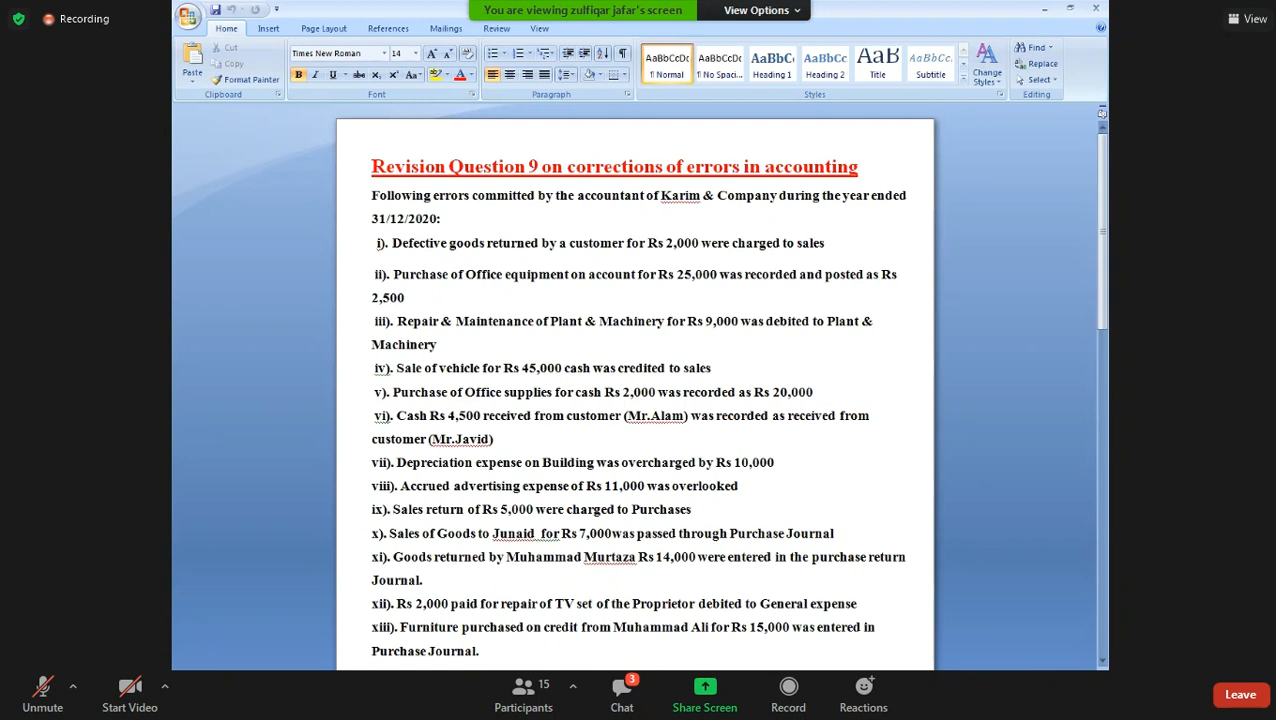 Recording
You are viewing zulfiqar jafar's screen
View Options
View
Home Insert Page Layout References Mailings Review View
Paste
Cut
Copy
Format Painter
Clipboard
Times New Roman 14
B I U abc x₂ x² Aa
Font
Paragraph
AaBbCcDc AaBbCcDc AaBbC AaBbCc AaB AaBbCc.
¶ Normal ¶ No Spaci... Heading 1 Heading 2 Title Subtitle
Styles
Change
Styles
Find
Replace
Select
Editing
Revision Question 9 on corrections of errors in accounting
Following errors committed by the accountant of Karim & Company during the year ended
31/12/2020:
i). Defective goods returned by a customer for Rs 2,000 were charged to sales
ii). Purchase of Office equipment on account for Rs 25,000 was recorded and posted as Rs
2,500
iii). Repair & Maintenance of Plant & Machinery for Rs 9,000 was debited to Plant &
Machinery
iv). Sale of vehicle for Rs 45,000 cash was credited to sales
v). Purchase of Office supplies for cash Rs 2,000 was recorded as Rs 20,000
vi). Cash Rs 4,500 received from customer (Mr.Alam) was recorded as received from
customer (Mr.Javid)
vii). Depreciation expense on Building was overcharged by Rs 10,000
viii). Accrued advertising expense of Rs 11,000 was overlooked
ix). Sales return of Rs 5,000 were charged to Purchases
x). Sales of Goods to Junaid for Rs 7,000was passed through Purchase Journal
xi). Goods returned by Muhammad Murtaza Rs 14,000 were entered in the purchase return
Journal.
xii). Rs 2,000 paid for repair of TV set of the Proprietor debited to General expense
xiii). Furniture purchased on credit from Muhammad Ali for Rs 15,000 was entered in
Purchase Journal.
Unmute
Start Video
15
Participants
3
Chat
Share Screen
Record
Reactions
Leave